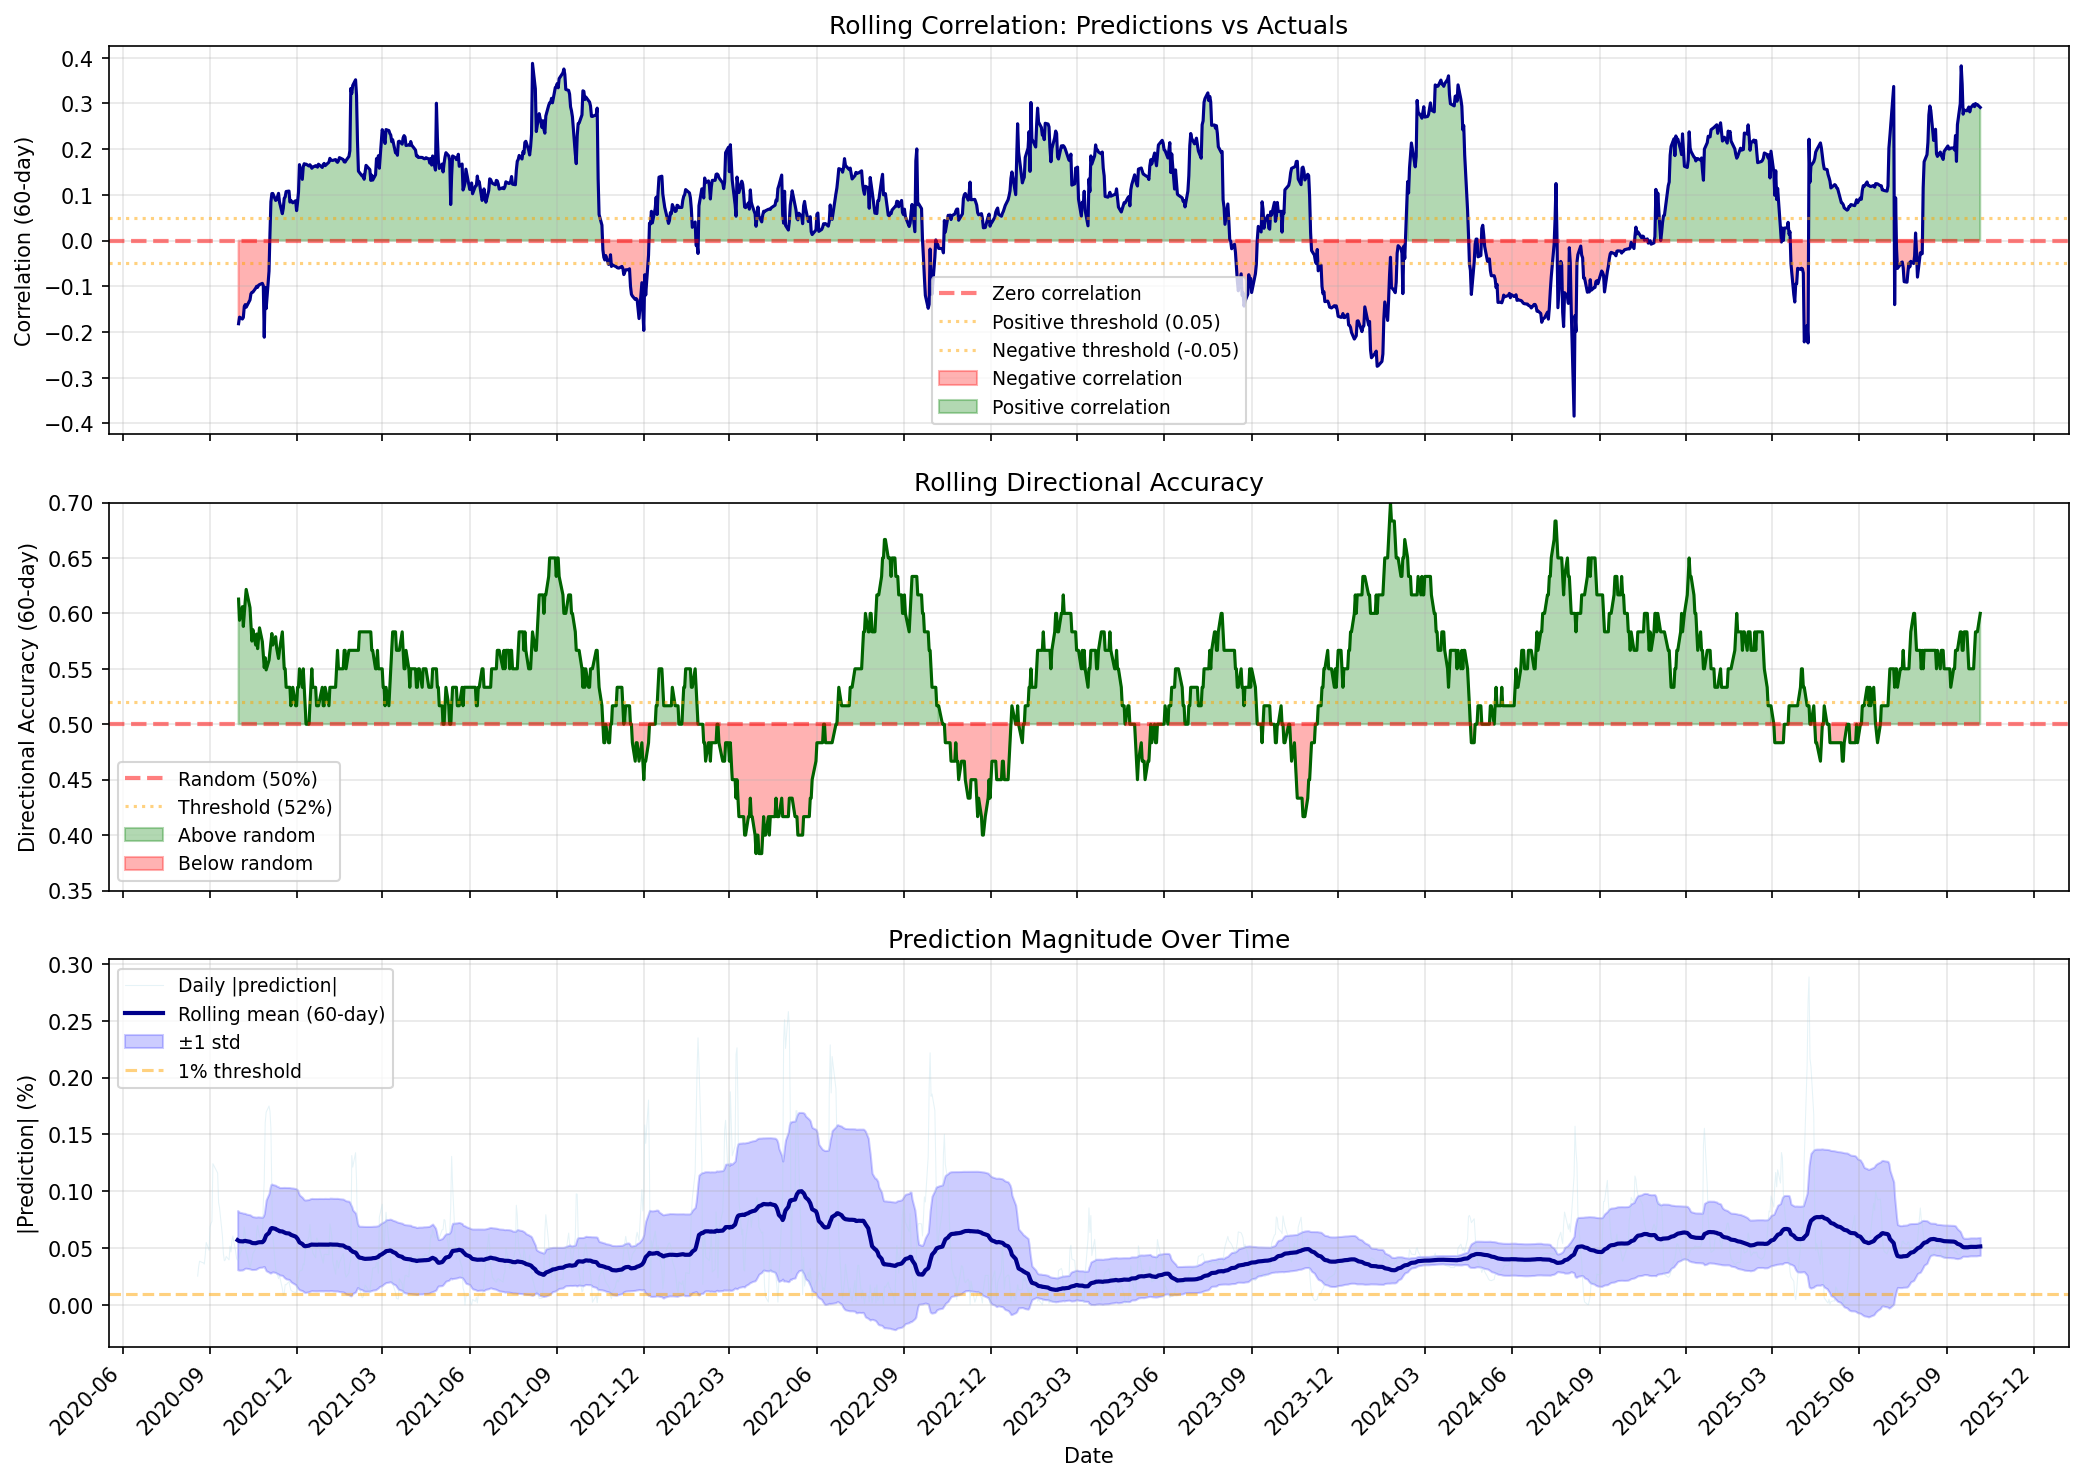 Rolling Correlation: Predictions vs Actuals
Correlation (60-day)
0.4
0.3
0.2
0.1
0.0
−0.1
−0.2
−0.3
−0.4
Zero correlation
Positive threshold (0.05)
Negative threshold (-0.05)
Negative correlation
Positive correlation
Rolling Directional Accuracy
Directional Accuracy (60-day)
0.70
0.65
0.60
0.55
0.50
0.45
0.40
0.35
Random (50%)
Threshold (52%)
Above random
Below random
Prediction Magnitude Over Time
|Prediction| (%)
0.30
0.25
0.20
0.15
0.10
0.05
0.00
Daily |prediction|
Rolling mean (60-day)
±1 std
1% threshold
2020-06
2020-09
2020-12
2021-03
2021-06
2021-09
2021-12
2022-03
2022-06
2022-09
2022-12
2023-03
2023-06
2023-09
2023-12
2024-03
2024-06
2024-09
2024-12
2025-03
2025-06
2025-09
2025-12
Date